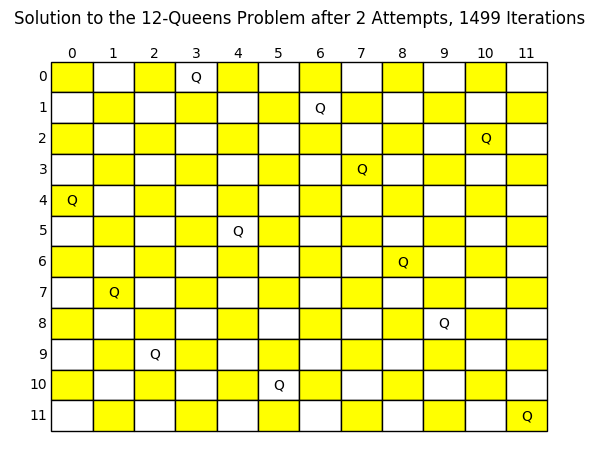 Solution to the 12-Queens Problem after 2 Attempts, 1499 Iterations
0 1 2 3 4 5 6 7 8 9 10 11
0 Q
1 Q
2 Q
3 Q
4 Q
5 Q
6 Q
7 Q
8 Q
9 Q
10 Q
11 Q